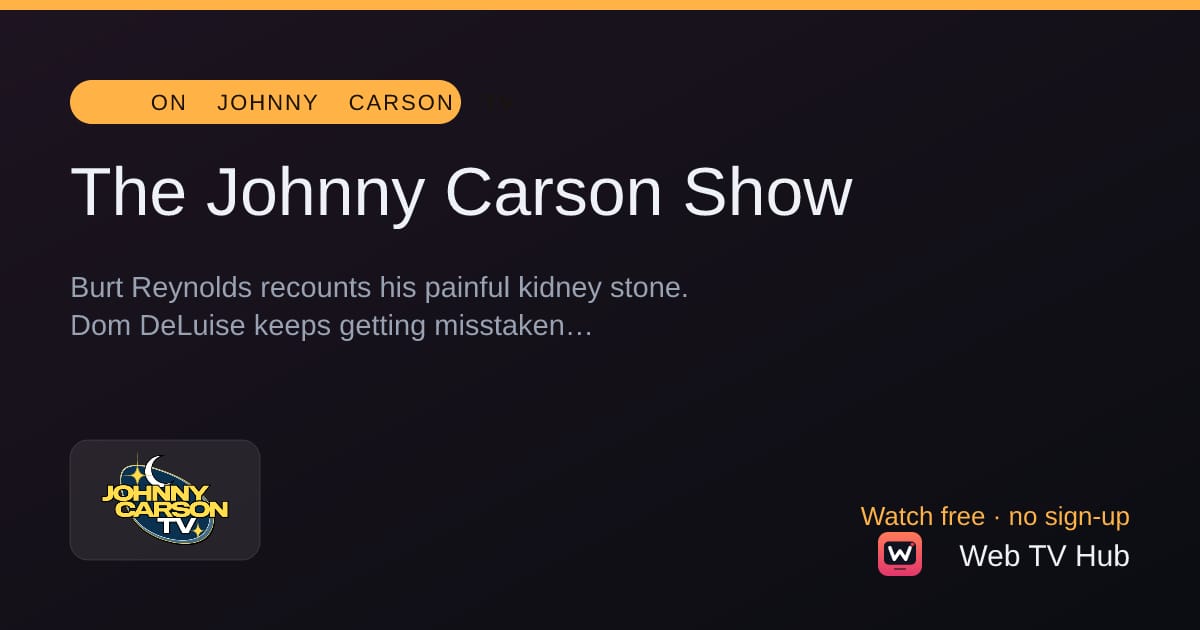 ON JOHNNY CARSON
The Johnny Carson Show
Burt Reynolds recounts his painful kidney stone.
Dom DeLuise keeps getting misstaken…
JOHNNY
CARSON
TV
Watch free · no sign-up
W
Web TV Hub